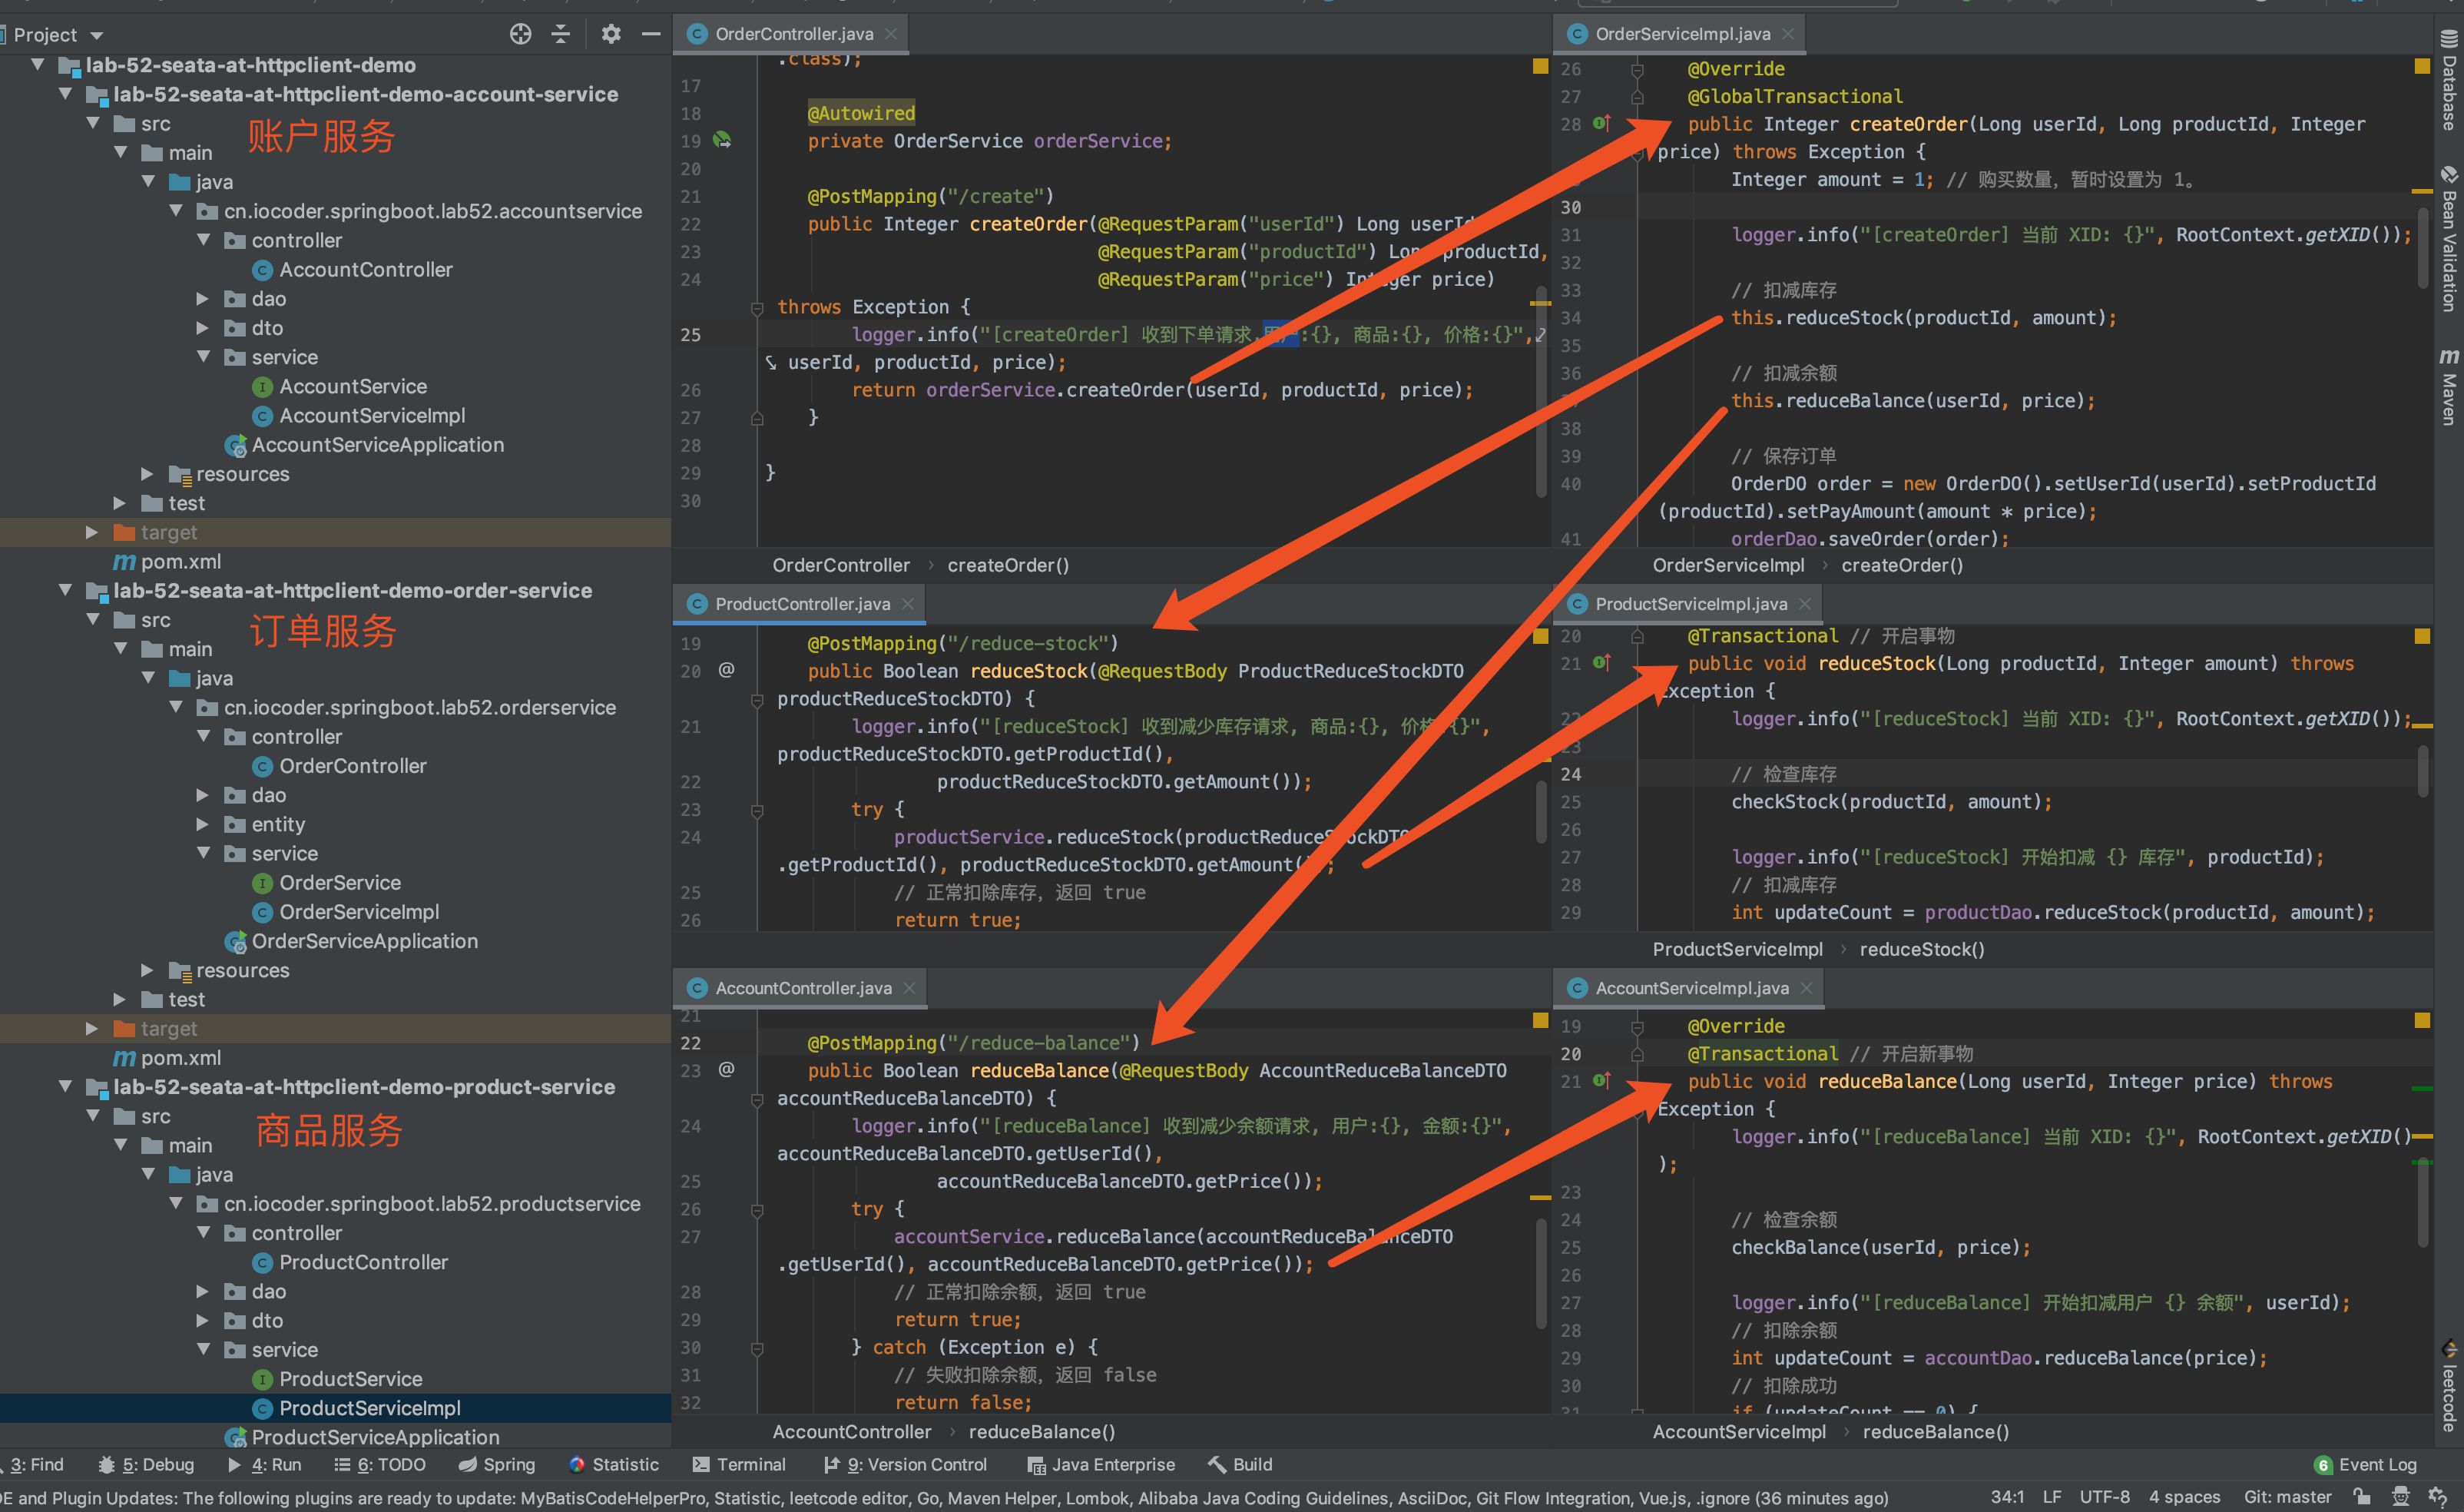 Project
lab-52-seata-at-httpclient-demo
lab-52-seata-at-httpclient-demo-account-service
src
账户服务
main
java
cn.iocoder.springboot.lab52.accountservice
controller
AccountController
dao
dto
service
AccountService
AccountServiceImpl
AccountServiceApplication
resources
test
target
pom.xml
lab-52-seata-at-httpclient-demo-order-service
src
订单服务
main
java
cn.iocoder.springboot.lab52.orderservice
controller
OrderController
dao
entity
service
OrderService
OrderServiceImpl
OrderServiceApplication
resources
test
target
pom.xml
lab-52-seata-at-httpclient-demo-product-service
src
商品服务
main
java
cn.iocoder.springboot.lab52.productservice
controller
ProductController
dao
dto
service
ProductService
ProductServiceImpl
ProductServiceApplication
OrderController.java
.class);
17
18 @Autowired
19 private OrderService orderService;
20
21 @PostMapping("/create")
22 public Integer createOrder(@RequestParam("userId") Long userId
23 @RequestParam("productId") Long productId,
24 @RequestParam("price") Integer price)
throws Exception {
25 logger.info("[createOrder] 收到下单请求,用户:{}, 商品:{}, 价格:{}",
userId, productId, price);
26 return orderService.createOrder(userId, productId, price);
27 }
28
29 }
30
OrderController › createOrder()
OrderServiceImpl.java
26 @Override
27 @GlobalTransactional
28 public Integer createOrder(Long userId, Long productId, Integer
price) throws Exception {
Integer amount = 1; // 购买数量，暂时设置为 1。
30
31 logger.info("[createOrder] 当前 XID: {}", RootContext.getXID());
32
33 // 扣减库存
34 this.reduceStock(productId, amount);
35
36 // 扣减余额
this.reduceBalance(userId, price);
38
39 // 保存订单
40 OrderDO order = new OrderDO().setUserId(userId).setProductId
(productId).setPayAmount(amount * price);
41 orderDao.saveOrder(order);
OrderServiceImpl › createOrder()
ProductController.java
19 @PostMapping("/reduce-stock")
20 @ public Boolean reduceStock(@RequestBody ProductReduceStockDTO
productReduceStockDTO) {
21 logger.info("[reduceStock] 收到减少库存请求, 商品:{}, 价格:{}",
productReduceStockDTO.getProductId(),
22 productReduceStockDTO.getAmount());
23 try {
24 productService.reduceStock(productReduceStockDTO
.getProductId(), productReduceStockDTO.getAmount());
25 // 正常扣除库存，返回 true
26 return true;
ProductServiceImpl.java
20 @Transactional // 开启事物
21 public void reduceStock(Long productId, Integer amount) throws
Exception {
22 logger.info("[reduceStock] 当前 XID: {}", RootContext.getXID());
23
24 // 检查库存
25 checkStock(productId, amount);
26
27 logger.info("[reduceStock] 开始扣减 {} 库存", productId);
28 // 扣减库存
29 int updateCount = productDao.reduceStock(productId, amount);
ProductServiceImpl › reduceStock()
AccountController.java
21
22 @PostMapping("/reduce-balance")
23 @ public Boolean reduceBalance(@RequestBody AccountReduceBalanceDTO
accountReduceBalanceDTO) {
24 logger.info("[reduceBalance] 收到减少余额请求, 用户:{}, 金额:{}",
accountReduceBalanceDTO.getUserId(),
25 accountReduceBalanceDTO.getPrice());
26 try {
27 accountService.reduceBalance(accountReduceBalanceDTO
.getUserId(), accountReduceBalanceDTO.getPrice());
28 // 正常扣除余额，返回 true
29 return true;
30 } catch (Exception e) {
31 // 失败扣除余额，返回 false
32 return false;
AccountController › reduceBalance()
AccountServiceImpl.java
19 @Override
20 @Transactional // 开启新事物
21 public void reduceBalance(Long userId, Integer price) throws
Exception {
logger.info("[reduceBalance] 当前 XID: {}", RootContext.getXID()
);
23
24 // 检查余额
25 checkBalance(userId, price);
26
27 logger.info("[reduceBalance] 开始扣减用户 {} 余额", userId);
28 // 扣除余额
29 int updateCount = accountDao.reduceBalance(price);
30 // 扣除成功
31 if (updateCount == 0) {
AccountServiceImpl › reduceBalance()
Database
Bean Validation
Maven
leetcode
3: Find 5: Debug 4: Run 6: TODO Spring Statistic Terminal 9: Version Control Java Enterprise Build 6 Event Log
DE and Plugin Updates: The following plugins are ready to update: MyBatisCodeHelperPro, Statistic, leetcode editor, Go, Maven Helper, Lombok, Alibaba Java Coding Guidelines, AsciiDoc, Git Flow Integration, Vue.js, .ignore (36 minutes ago) 34:1 LF UTF-8 4 spaces Git: master